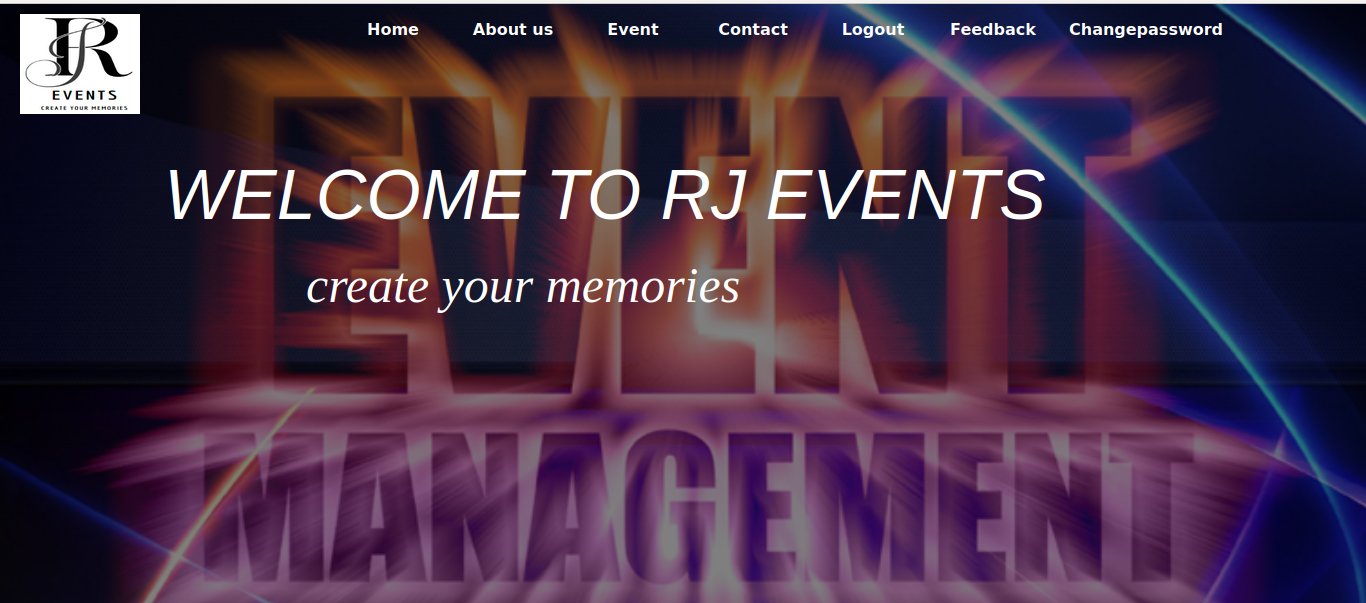 RJ
EVENTS
CREATE YOUR MEMORIES
Home About us Event Contact Logout Feedback Changepassword
WELCOME TO RJ EVENTS
create your memories
EVENT
MANAGEMENT